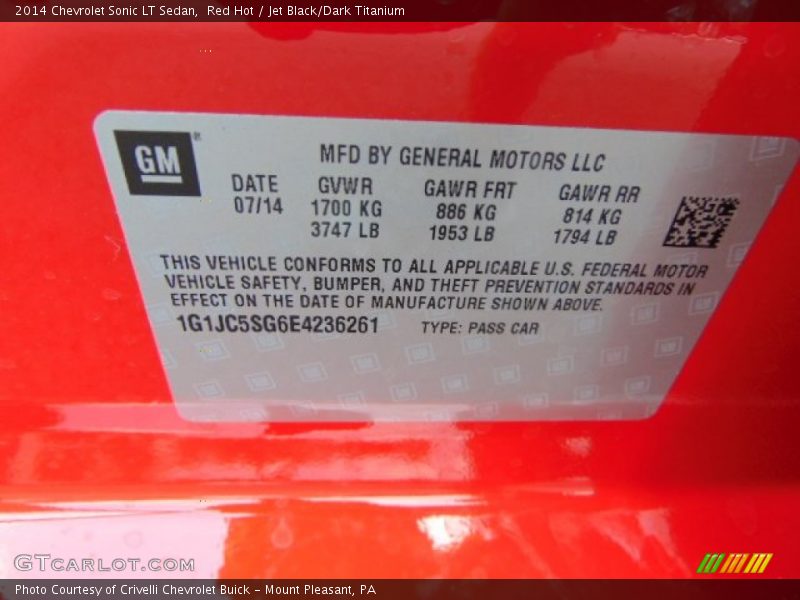 2014 Chevrolet Sonic LT Sedan,  Red Hot / Jet Black/Dark Titanium
GM
®
MFD BY GENERAL MOTORS LLC
DATE GVWR GAWR FRT GAWR RR
07/14 1700 KG 886 KG 814 KG
3747 LB 1953 LB 1794 LB
THIS VEHICLE CONFORMS TO ALL APPLICABLE U.S. FEDERAL MOTOR
VEHICLE SAFETY, BUMPER, AND THEFT PREVENTION STANDARDS IN
EFFECT ON THE DATE OF MANUFACTURE SHOWN ABOVE.
1G1JC5SG6E4236261 TYPE: PASS CAR
GTCARLOT.COM
Photo Courtesy of Crivelli Chevrolet Buick - Mount Pleasant, PA